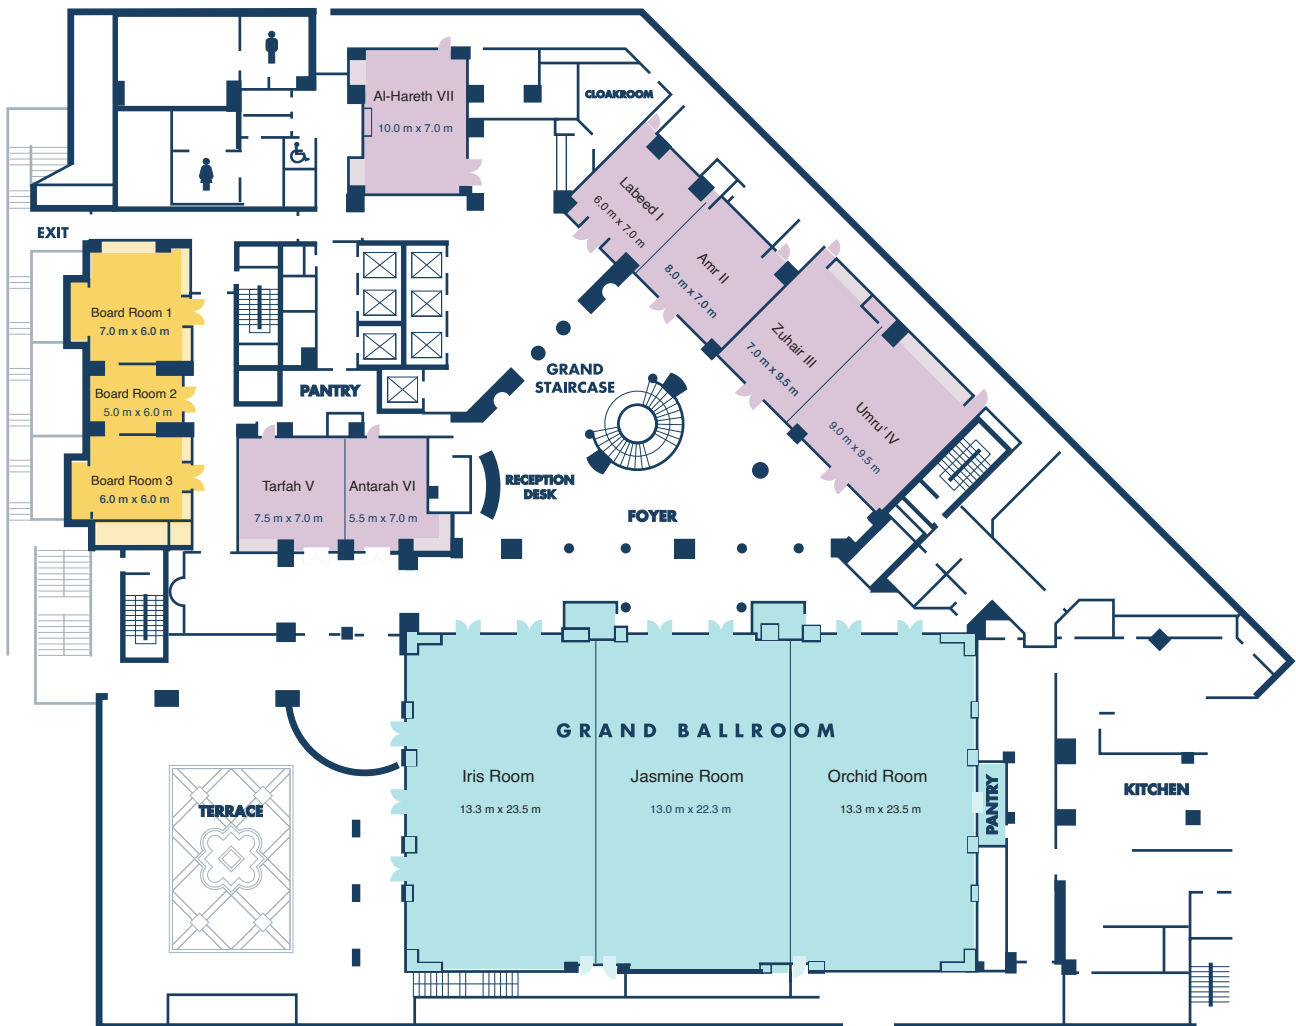 Al-Hareth VII
10.0 m x 7.0 m
CLOAKROOM
Labeed I
6.0 m x 7.0 m
Amr II
8.0 m x 7.0 m
Zuhair III
7.0 m x 9.5 m
Umru' IV
9.0 m x 9.5 m
EXIT
Board Room 1
7.0 m x 6.0 m
Board Room 2
5.0 m x 6.0 m
Board Room 3
6.0 m x 6.0 m
PANTRY
GRAND
STAIRCASE
Tarfah V
7.5 m x 7.0 m
Antarah VI
5.5 m x 7.0 m
RECEPTION
DESK
FOYER
GRAND BALLROOM
Iris Room
13.3 m x 23.5 m
Jasmine Room
13.0 m x 22.3 m
Orchid Room
13.3 m x 23.5 m
PANTRY
KITCHEN
TERRACE